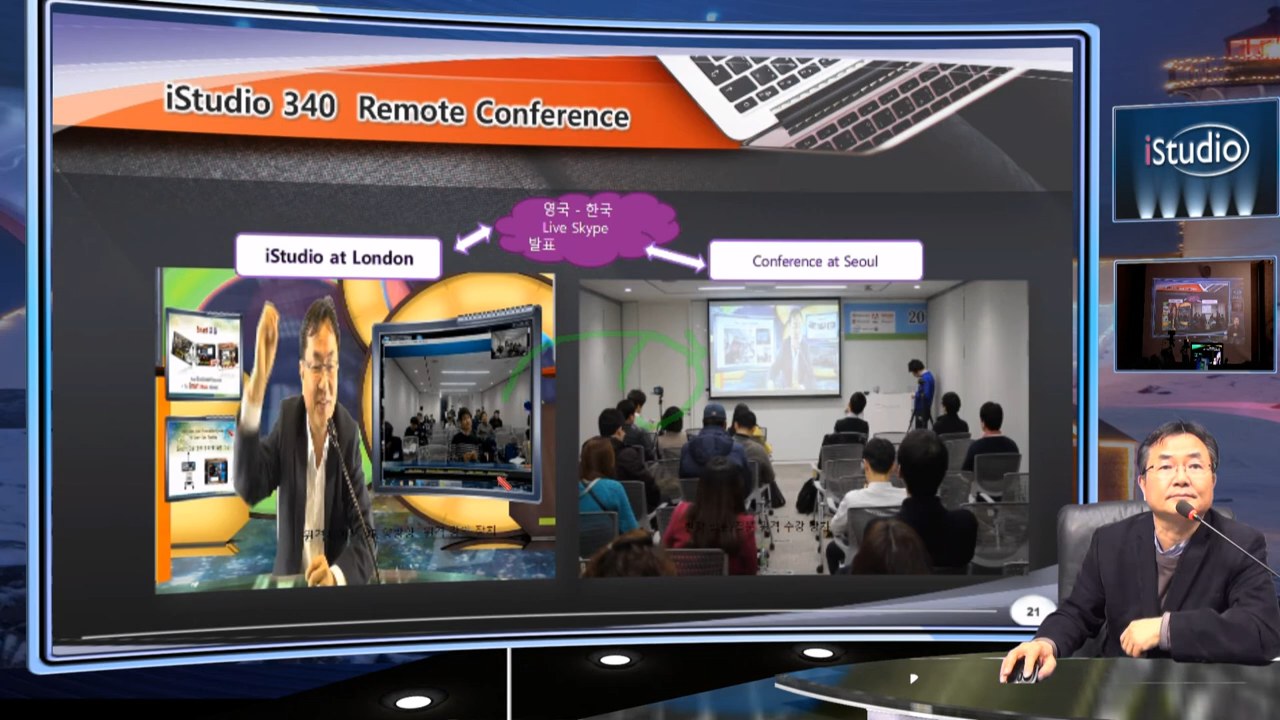 iStudio 340 Remote Conference
영국 - 한국
Live Skype
발표
iStudio at London
Conference at Seoul
20
21
iStudio